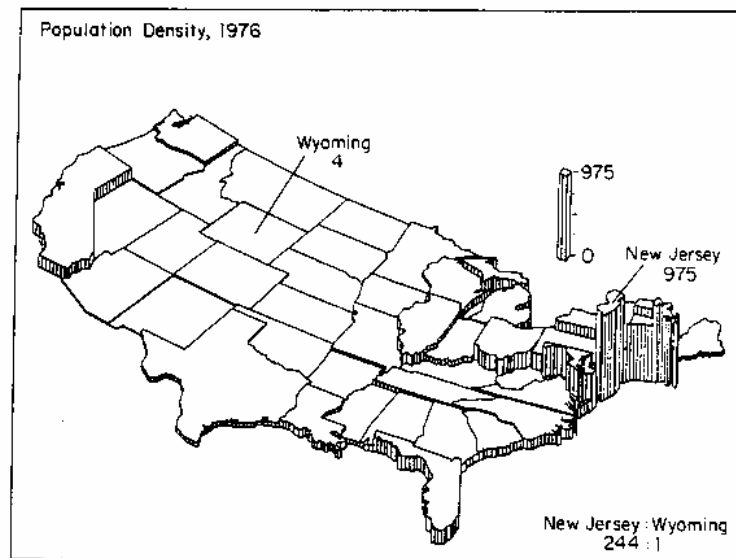 Population Density, 1976
Wyoming
4
975
0
New Jersey
975
New Jersey : Wyoming
244 : 1